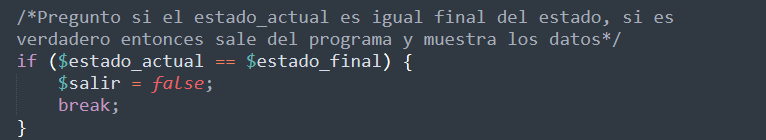 /*Pregunto si el estado_actual es igual final del estado, si es
verdadero entonces sale del programa y muestra los datos*/
if ($estado_actual == $estado_final) {
    $salir = false;
    break;
}